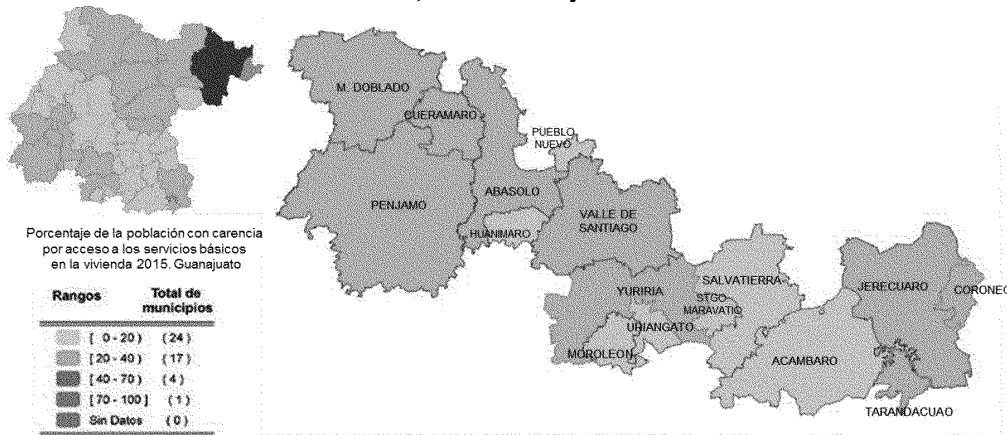 M. DOBLADO
CUERAMARO
PUEBLO
NUEVO
ABASOLO
PENJAMO
VALLE DE
SANTIAGO
HUANIMARO
SALVATIERRA
YURIRIA
STGO-
MARAVATIO
JERECUARO
CORONEO
URIANGATO
MOROLEON
ACAMBARO
TARANDACUAO
Porcentaje de la población con carencia
por acceso a los servicios básicos
en la vivienda 2015. Guanajuato
Rangos Total de
municipios
[ 0 - 20 ) ( 24 )
[ 20 - 40 ) ( 17 )
[ 40 - 70 ) ( 4 )
[ 70 - 100 ] ( 1 )
Sin Datos ( 0 )